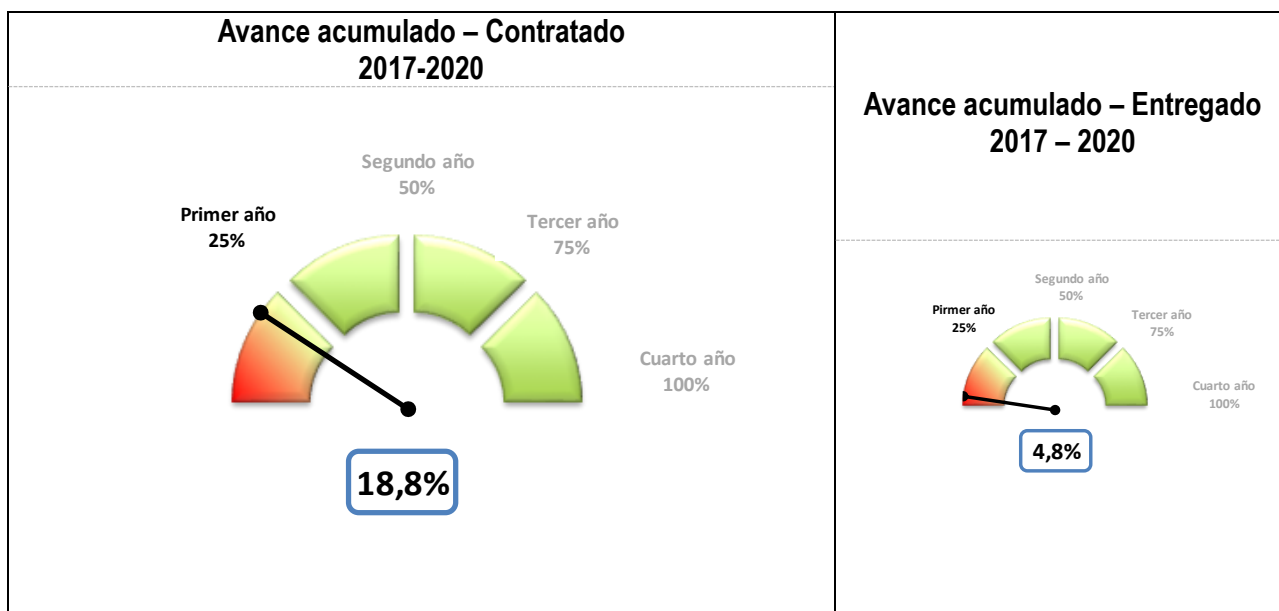 Avance acumulado – Contratado
2017-2020
Segundo año
50%
Primer año
25%
Tercer año
75%
Cuarto año
100%
18,8%
Avance acumulado – Entregado
2017 – 2020
Segundo año
50%
Pirmer año
25%
Tercer año
75%
Cuarto año
100%
4,8%